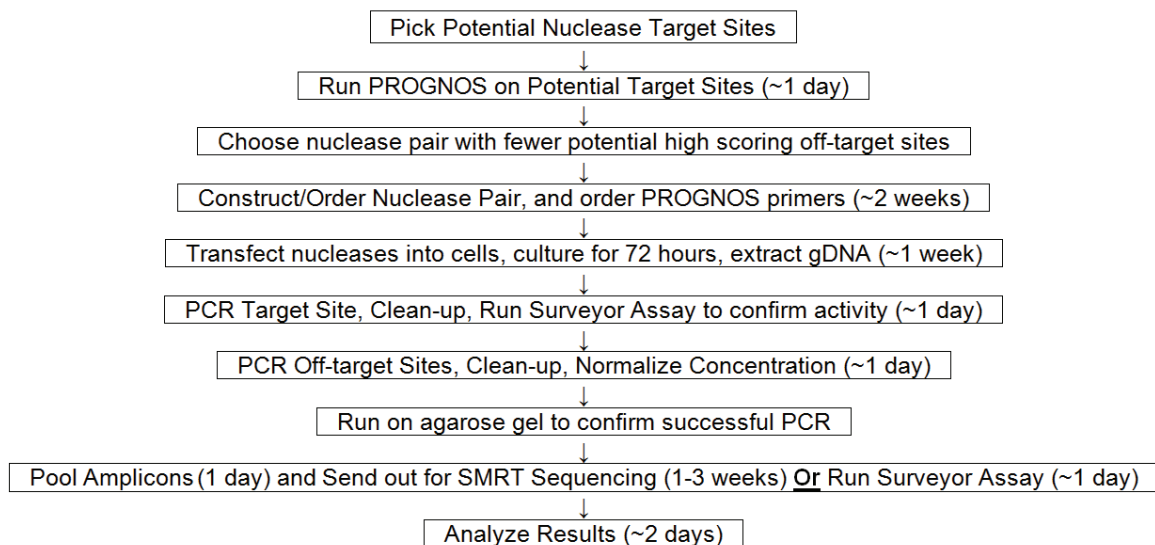 Pick Potential Nuclease Target Sites
↓
Run PROGNOS on Potential Target Sites (~1 day)
↓
Choose nuclease pair with fewer potential high scoring off-target sites
↓
Construct/Order Nuclease Pair, and order PROGNOS primers (~2 weeks)
↓
Transfect nucleases into cells, culture for 72 hours, extract gDNA (~1 week)
↓
PCR Target Site, Clean-up, Run Surveyor Assay to confirm activity (~1 day)
↓
PCR Off-target Sites, Clean-up, Normalize Concentration (~1 day)
↓
Run on agarose gel to confirm successful PCR
↓
Pool Amplicons (1 day) and Send out for SMRT Sequencing (1-3 weeks) Or Run Surveyor Assay (~1 day)
↓
Analyze Results (~2 days)